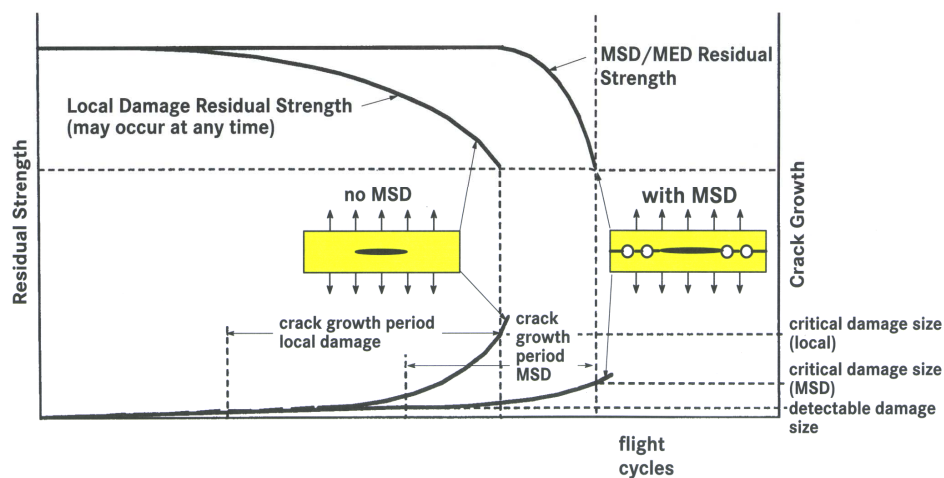 MSD/MED Residual
Strength
Local Damage Residual Strength
(may occur at any time)
Residual Strength
no MSD
with MSD
Crack Growth
crack growth period
local damage
crack
growth
period
MSD
critical damage size
(local)
critical damage size
(MSD)
detectable damage
size
flight
cycles